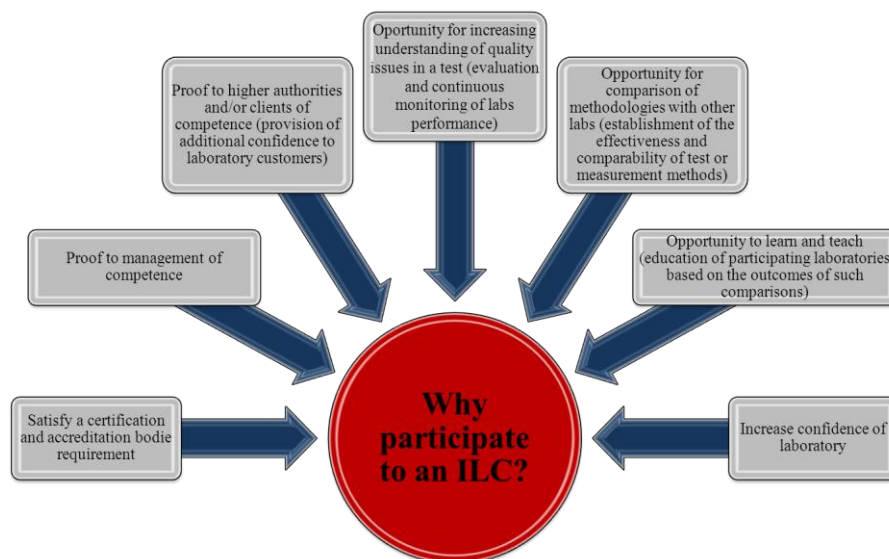 Oportunity for increasing
understanding of quality
issues in a test (evaluation
and continuous
monitoring of labs
performance)
Proof to higher authorities
and/or clients of
competence (provision of
additional confidence to
laboratory customers)
Opportunity for
comparison of
methodologies with other
labs (establishment of the
effectiveness and
comparability of test or
measurement methods)
Proof to management of
competence
Opportunity to learn and teach
(education of participating laboratories
based on the outcomes of such
comparisons)
Satisfy a certification
and accreditation bodie
requirement
Why
participate
to an ILC?
Increase confidence of
laboratory